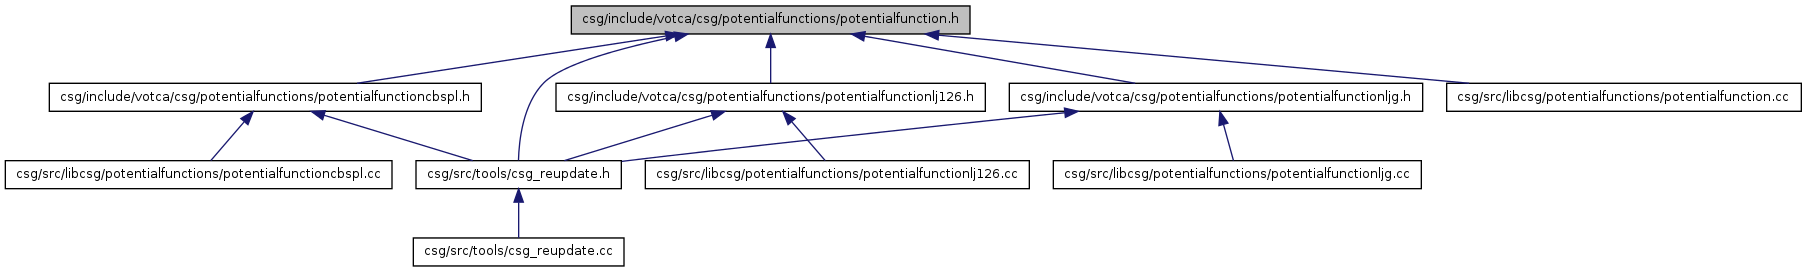 csg/include/votca/csg/potentialfunctions/potentialfunction.h
csg/include/votca/csg/potentialfunctions/potentialfunctioncbspl.h
csg/include/votca/csg/potentialfunctions/potentialfunctionlj126.h
csg/include/votca/csg/potentialfunctions/potentialfunctionljg.h
csg/src/libcsg/potentialfunctions/potentialfunction.cc
csg/src/libcsg/potentialfunctions/potentialfunctioncbspl.cc
csg/src/tools/csg_reupdate.h
csg/src/libcsg/potentialfunctions/potentialfunctionlj126.cc
csg/src/libcsg/potentialfunctions/potentialfunctionljg.cc
csg/src/tools/csg_reupdate.cc